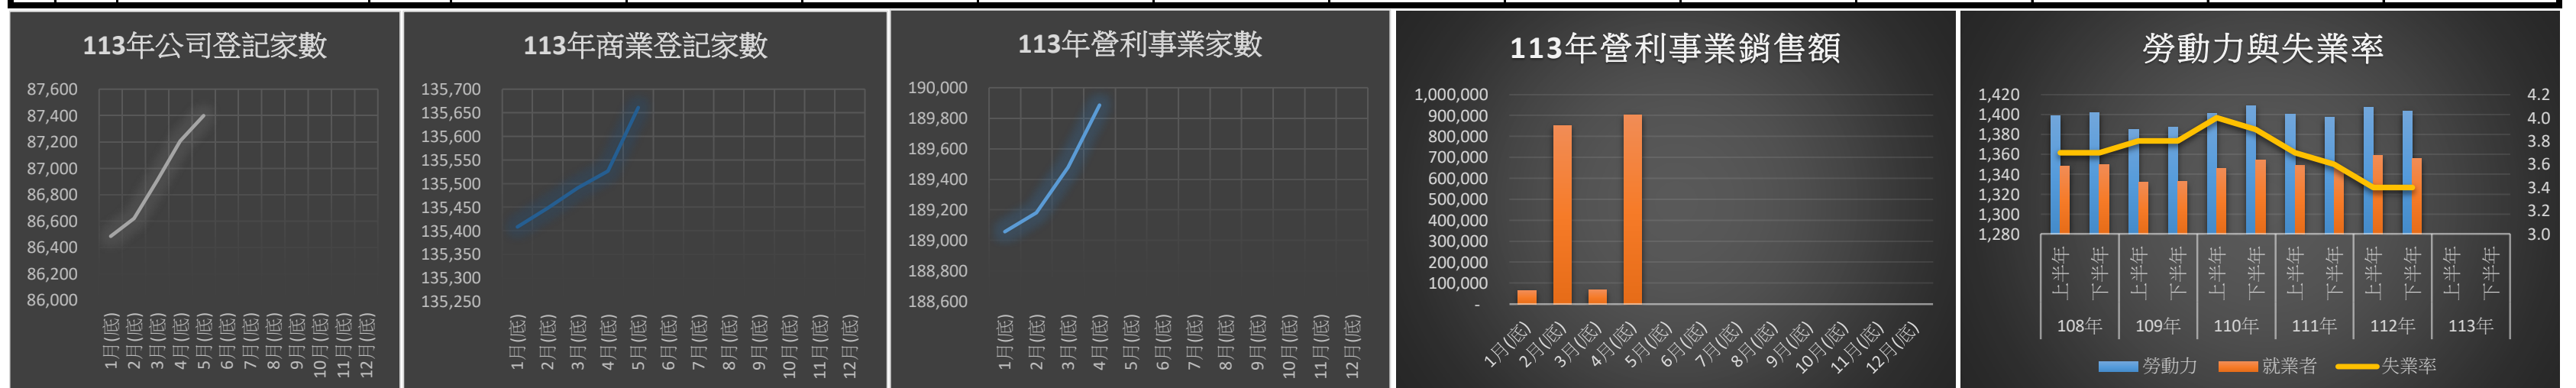 113年公司登記家數
87,600
87,400
87,200
87,000
86,800
86,600
86,400
86,200
86,000
1月(底)
2月(底)
3月(底)
4月(底)
5月(底)
6月(底)
7月(底)
8月(底)
9月(底)
10月(底)
11月(底)
12月(底)
113年商業登記家數
135,700
135,650
135,600
135,550
135,500
135,450
135,400
135,350
135,300
135,250
1月(底)
2月(底)
3月(底)
4月(底)
5月(底)
6月(底)
7月(底)
8月(底)
9月(底)
10月(底)
11月(底)
12月(底)
113年營利事業家數
190,000
189,800
189,600
189,400
189,200
189,000
188,800
188,600
1月(底)
2月(底)
3月(底)
4月(底)
5月(底)
6月(底)
7月(底)
8月(底)
9月(底)
10月(底)
11月(底)
12月(底)
113年營利事業銷售額
1,000,000
900,000
800,000
700,000
600,000
500,000
400,000
300,000
200,000
100,000
-
1月(底)
2月(底)
3月(底)
4月(底)
5月(底)
6月(底)
7月(底)
8月(底)
9月(底)
10月(底)
11月(底)
12月(底)
勞動力與失業率
1,420
1,400
1,380
1,360
1,340
1,320
1,300
1,280
4.2
4.0
3.8
3.6
3.4
3.2
3.0
上半年
下半年
上半年
下半年
上半年
下半年
上半年
下半年
上半年
下半年
上半年
下半年
108年
109年
110年
111年
112年
113年
勞動力
就業者
失業率